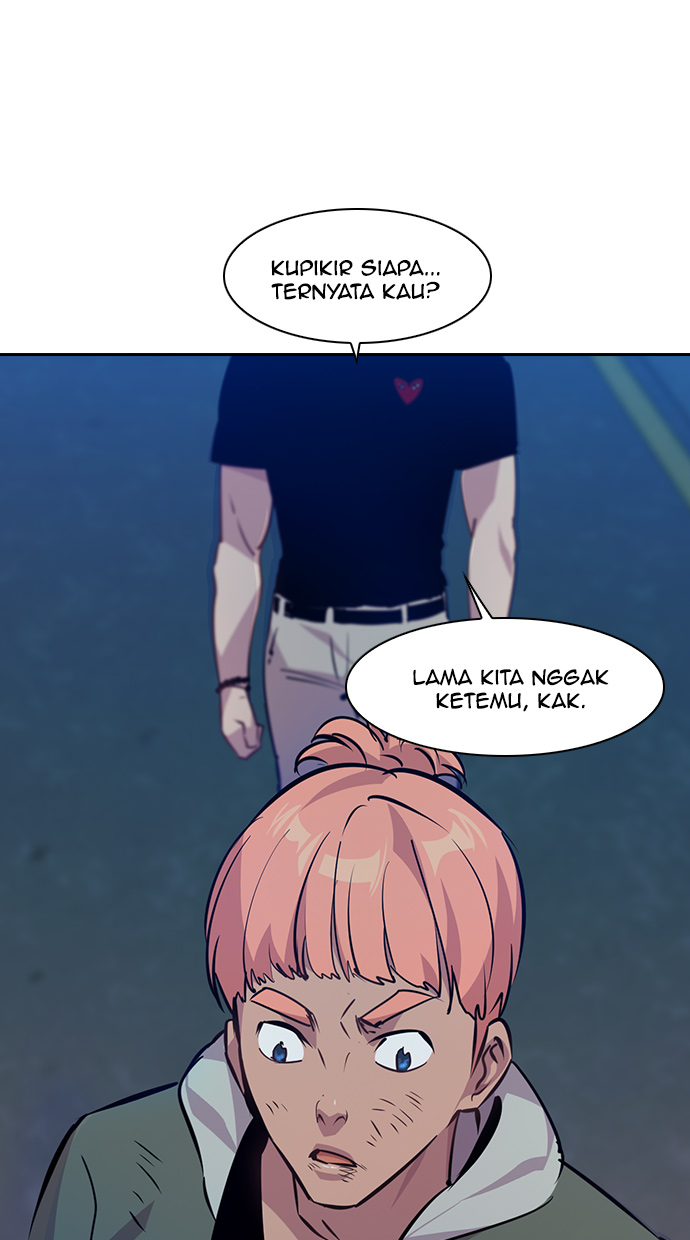 KUPIKIR SIAPA...
TERNYATA KAU?
LAMA KITA NGGAK
KETEMU, KAK.